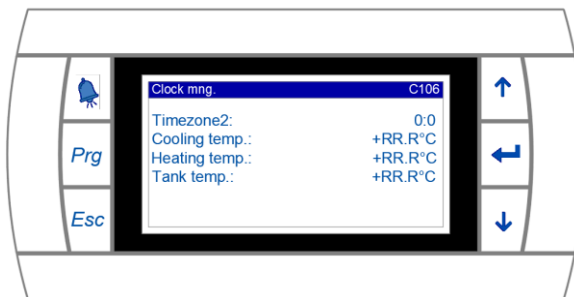 Clock mng. C106
Timezone2: 0:0
Cooling temp.: +RR.R°C
Heating temp.: +RR.R°C
Tank temp.: +RR.R°C
Prg
Esc